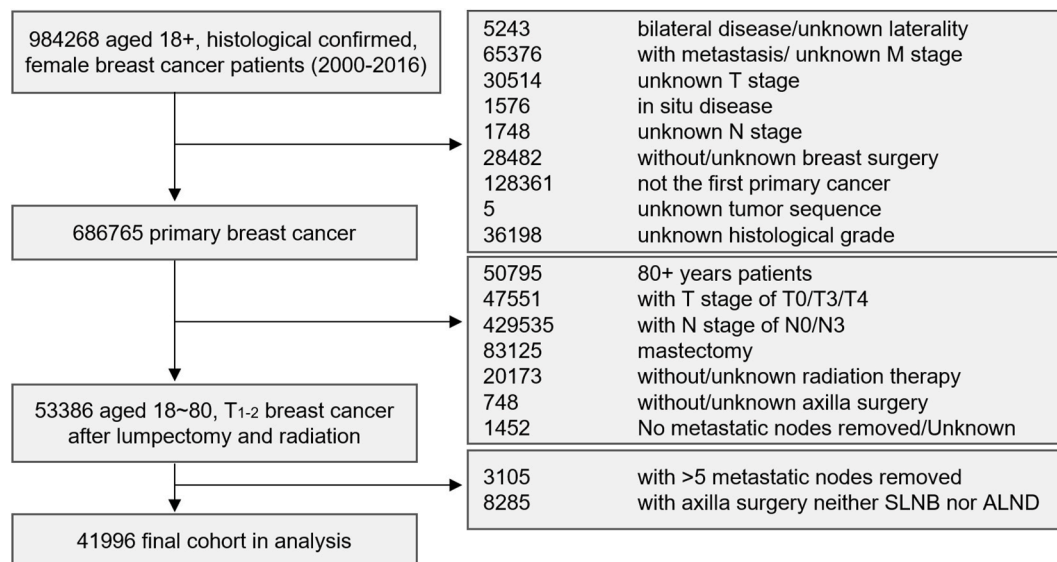 984268 aged 18+, histological confirmed,
female breast cancer patients (2000-2016)
5243 bilateral disease/unknown laterality
65376 with metastasis/ unknown M stage
30514 unknown T stage
1576 in situ disease
1748 unknown N stage
28482 without/unknown breast surgery
128361 not the first primary cancer
5 unknown tumor sequence
36198 unknown histological grade
686765 primary breast cancer
50795 80+ years patients
47551 with T stage of T0/T3/T4
429535 with N stage of N0/N3
83125 mastectomy
20173 without/unknown radiation therapy
748 without/unknown axilla surgery
1452 No metastatic nodes removed/Unknown
53386 aged 18~80, T1-2 breast cancer
after lumpectomy and radiation
3105 with >5 metastatic nodes removed
8285 with axilla surgery neither SLNB nor ALND
41996 final cohort in analysis